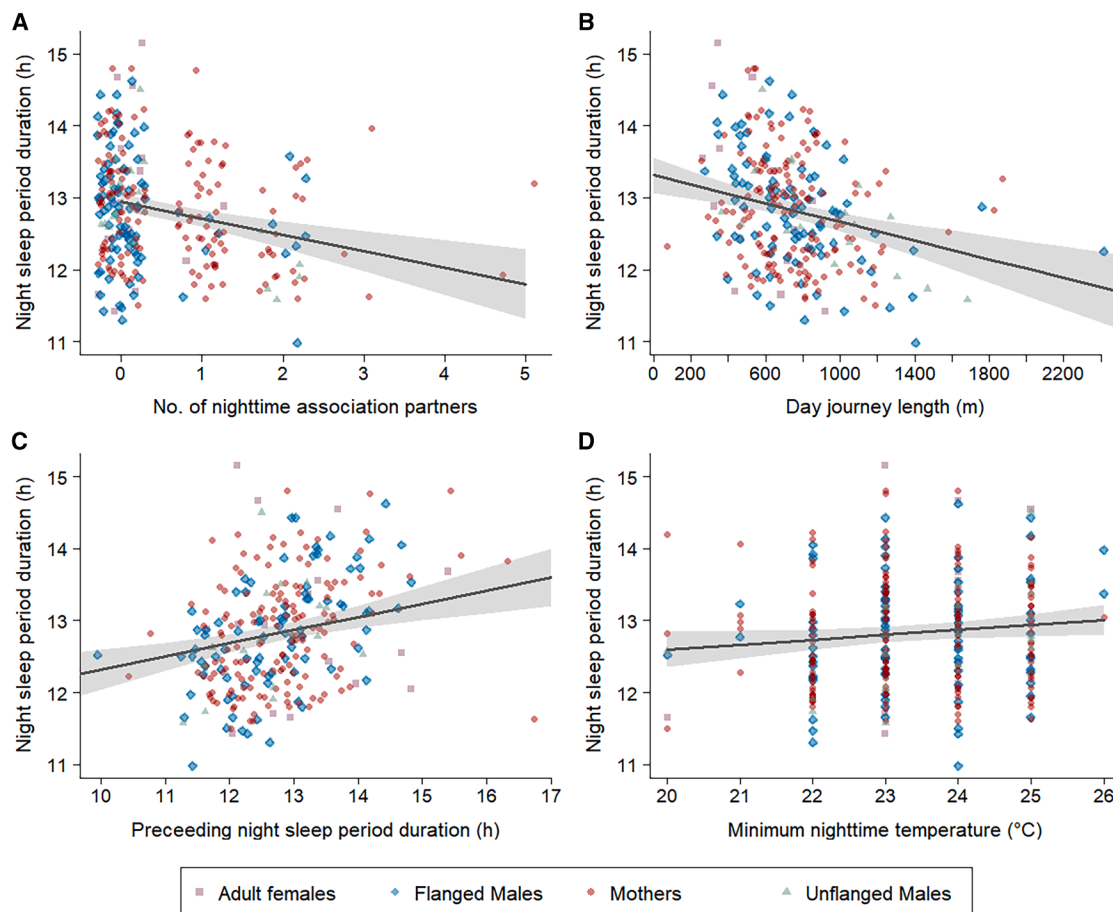 A
Night sleep period duration (h)
15
14
13
12
11
0 1 2 3 4 5
No. of nighttime association partners
B
Night sleep period duration (h)
15
14
13
12
11
0 200 600 1000 1400 1800 2200
Day journey length (m)
C
Night sleep period duration (h)
15
14
13
12
11
10 11 12 13 14 15 16 17
Preceeding night sleep period duration (h)
D
Night sleep period duration (h)
15
14
13
12
11
20 21 22 23 24 25 26
Minimum nighttime temperature (°C)
Adult females Flanged Males Mothers Unflanged Males